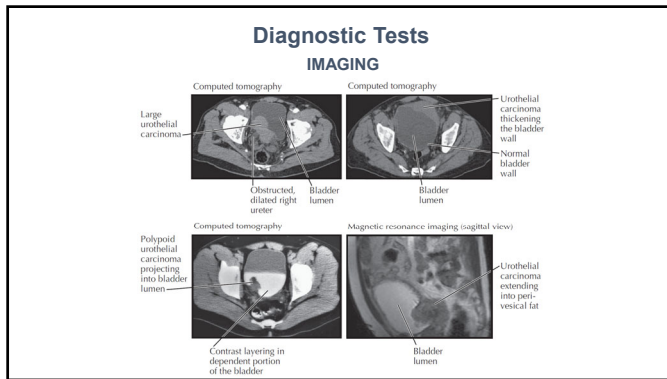 Diagnostic Tests
IMAGING
Computed tomography
Large
urothelial
carcinoma
Obstructed,
dilated right
ureter
Bladder
lumen
Computed tomography
Urothelial
carcinoma
thickening
the bladder
wall
Normal
bladder
wall
Bladder
lumen
Computed tomography
Polypoid
urothelial
carcinoma
projecting
into bladder
lumen
Contrast layering in
dependent portion
of the bladder
Magnetic resonance imaging (sagittal view)
Urothelial
carcinoma
extending
into peri-
vesical fat
Bladder
lumen